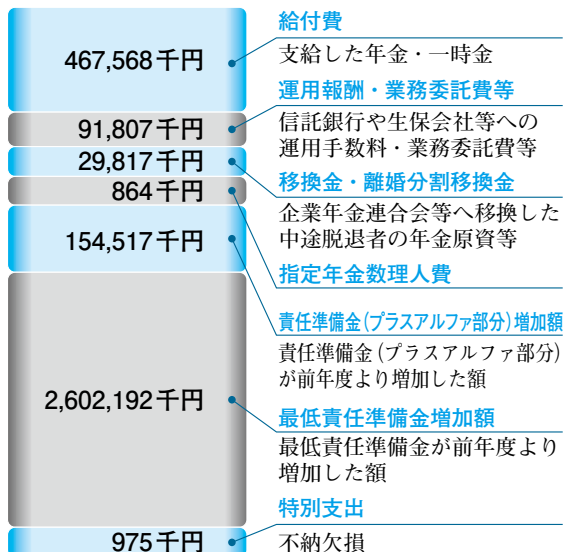 467,568千円
給付費
支給した年金・一時金
91,807千円
運用報酬・業務委託費等
信託銀行や生保会社等への
運用手数料・業務委託費等
29,817千円
移換金・離婚分割移換金
企業年金連合会等へ移換した
中途脱退者の年金原資等
864千円
指定年金数理人費
154,517千円
責任準備金(プラスアルファ部分)増加額
責任準備金(プラスアルファ部分)
が前年度より増加した額
2,602,192千円
最低責任準備金増加額
最低責任準備金が前年度より
増加した額
975千円
特別支出
不納欠損